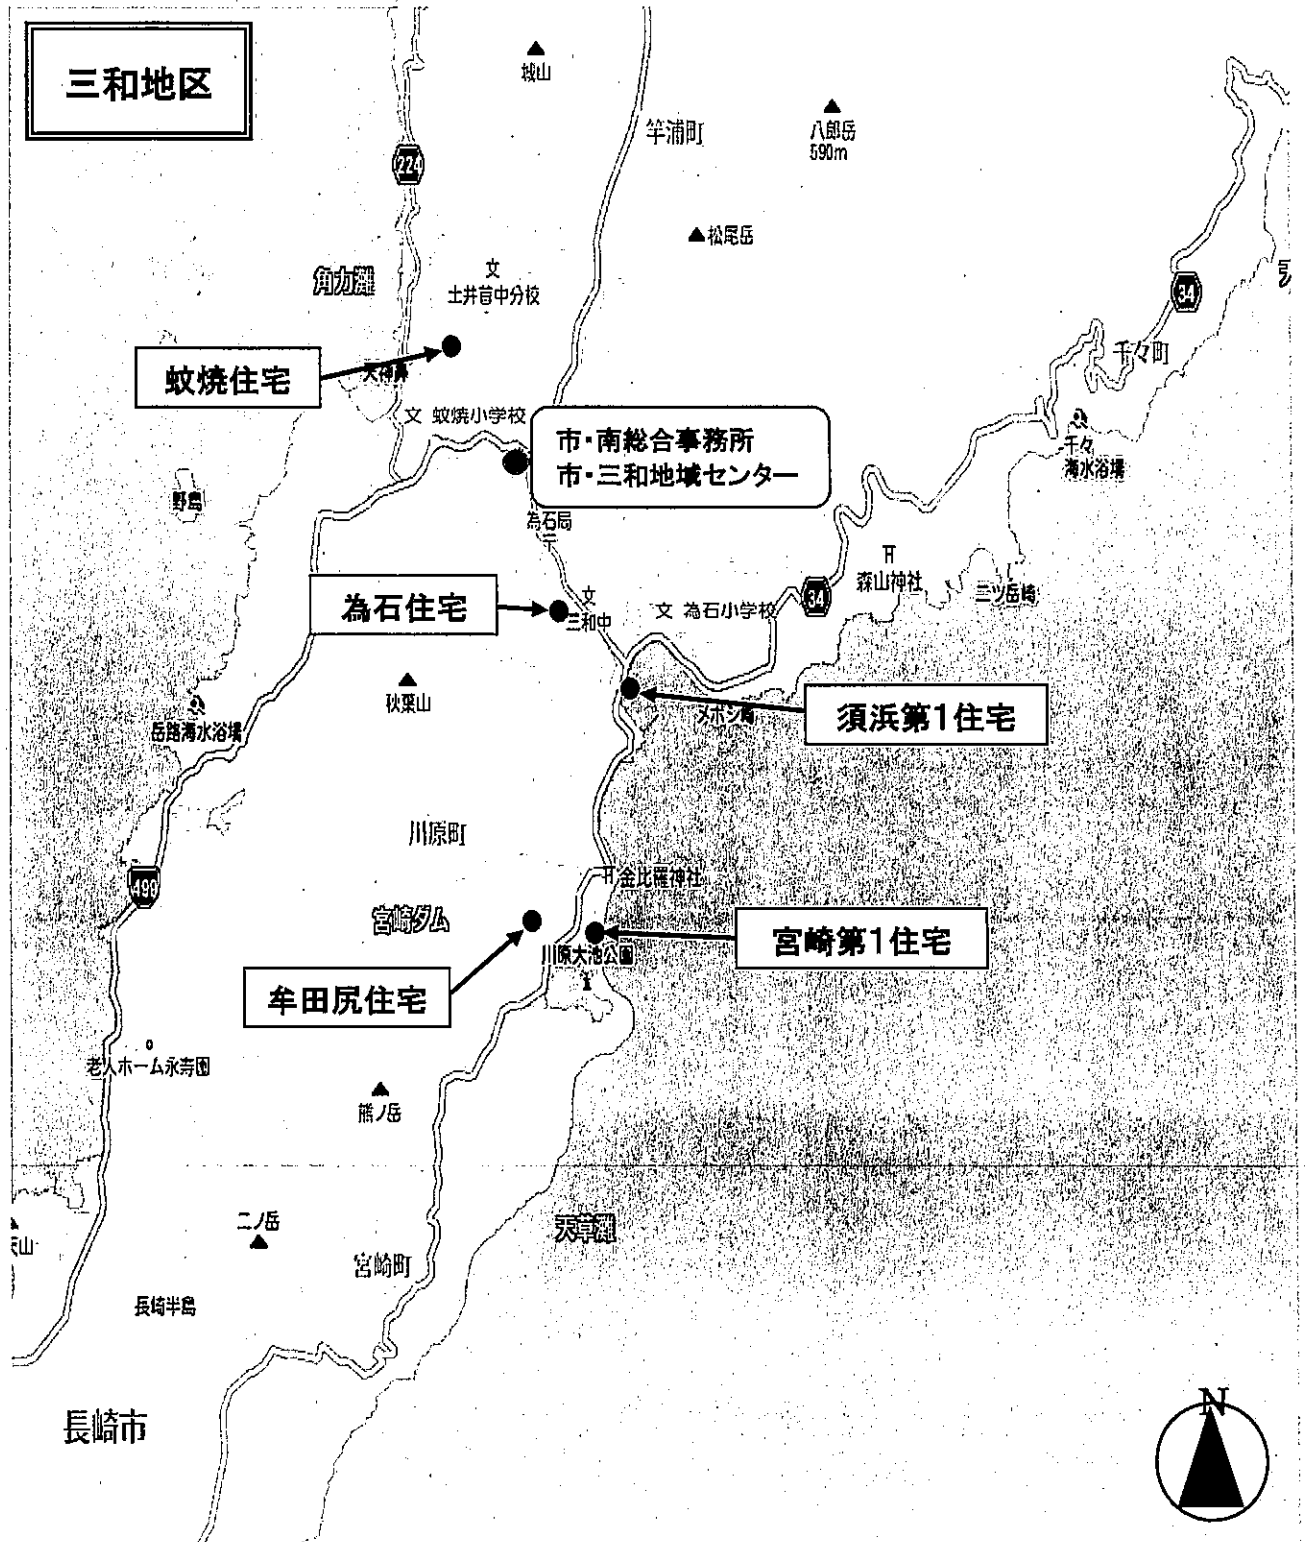 三和地区
城山
竿浦町
八郎岳
590m
224
松尾岳
角力灘
土井首中分校
34
千々町
蚊焼住宅
天神鼻
文 蚊焼小学校
市・南総合事務所
市・三和地域センター
千々
海水浴場
野島
為石局
森山神社
二ツ岳崎
為石住宅
文
三和中
文 為石小学校
34
秋葉山
岳路海水浴場
須浜第1住宅
川原町
金比羅神社
499
宮崎ダム
宮崎第1住宅
川原大池公園
牟田尻住宅
老人ホーム永寿園
熊ノ岳
二ノ岳
天草灘
宮崎町
長崎半島
長崎市
N